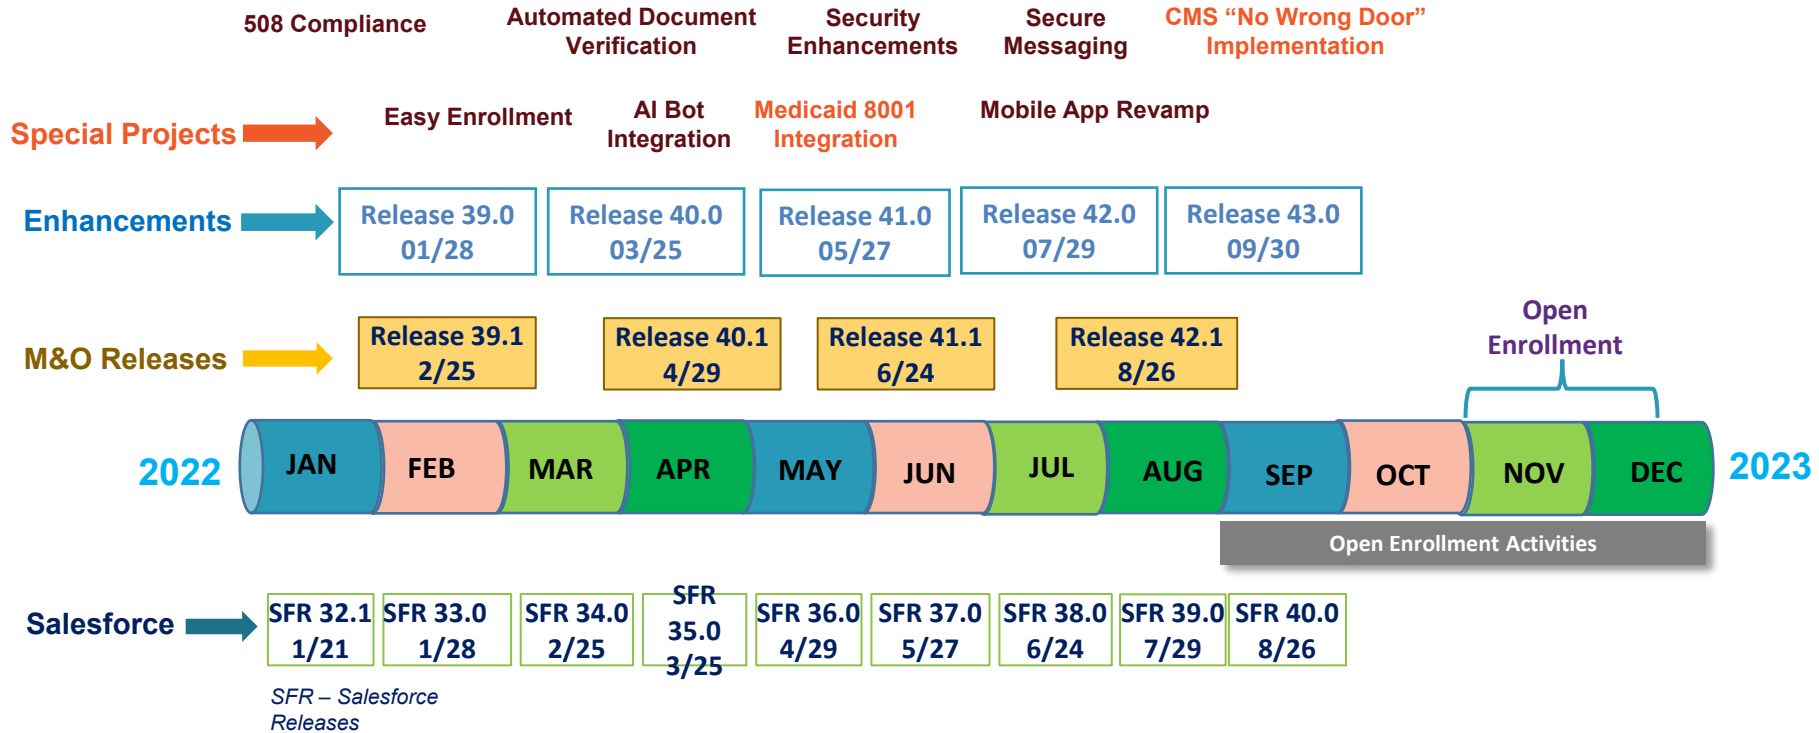 508 Compliance
Automated Document
Verification
Security
Enhancements
Secure
Messaging
CMS “No Wrong Door”
Implementation
Special Projects
Easy Enrollment
AI Bot
Integration
Medicaid 8001
Integration
Mobile App Revamp
Enhancements
Release 39.0
01/28
Release 40.0
03/25
Release 41.0
05/27
Release 42.0
07/29
Release 43.0
09/30
M&O Releases
Release 39.1
2/25
Release 40.1
4/29
Release 41.1
6/24
Release 42.1
8/26
Open
Enrollment
2022
JAN
FEB
MAR
APR
MAY
JUN
JUL
AUG
SEP
OCT
NOV
DEC
2023
Open Enrollment Activities
Salesforce
SFR 32.1
1/21
SFR 33.0
1/28
SFR 34.0
2/25
SFR
35.0
3/25
SFR 36.0
4/29
SFR 37.0
5/27
SFR 38.0
6/24
SFR 39.0
7/29
SFR 40.0
8/26
SFR – Salesforce
Releases